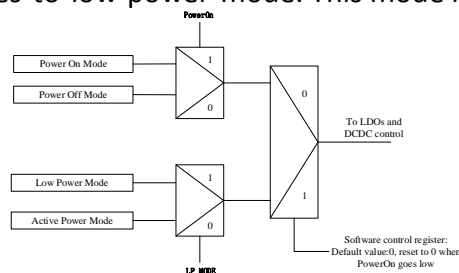 to low power mode. This mode
PowerOn
Power On Mode
1
Power Off Mode
0
0
To LDOs and
DCDC control
Low Power Mode
1
1
Active Power Mode
0
Software control register:
Default value:0, reset to 0 when
PowerOn goes low
LP MODE